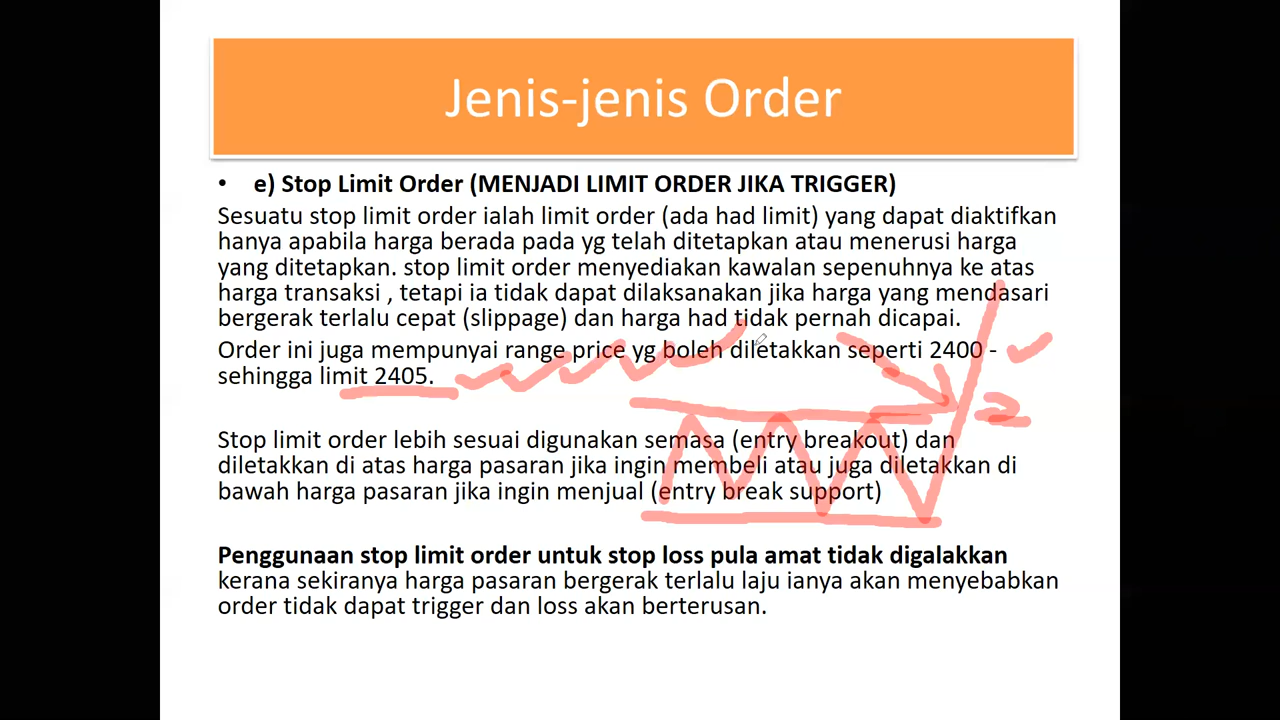 Jenis-jenis Order
• e) Stop Limit Order (MENJADI LIMIT ORDER JIKA TRIGGER)
Sesuatu stop limit order ialah limit order (ada had limit) yang dapat diaktifkan
hanya apabila harga berada pada yg telah ditetapkan atau menerusi harga
yang ditetapkan. stop limit order menyediakan kawalan sepenuhnya ke atas
harga transaksi , tetapi ia tidak dapat dilaksanakan jika harga yang mendasari
bergerak terlalu cepat (slippage) dan harga had tidak pernah dicapai.
Order ini juga mempunyai range price yg boleh diletakkan seperti 2400 -
sehingga limit 2405.
Stop limit order lebih sesuai digunakan semasa (entry breakout) dan
diletakkan di atas harga pasaran jika ingin membeli atau juga diletakkan di
bawah harga pasaran jika ingin menjual (entry break support)
Penggunaan stop limit order untuk stop loss pula amat tidak digalakkan
kerana sekiranya harga pasaran bergerak terlalu laju ianya akan menyebabkan
order tidak dapat trigger dan loss akan berterusan.